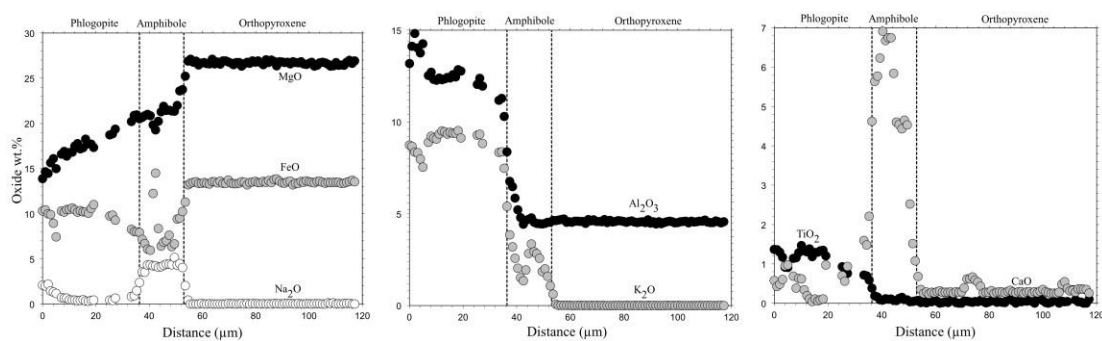 Phlogopite Amphibole Orthopyroxene
30
25
20
15
10
5
0
Oxide wt.%
MgO
FeO
Na2O
0 20 40 60 80 100 120
Distance (µm)
Phlogopite Amphibole Orthopyroxene
15
10
5
0
Al2O3
K2O
0 20 40 60 80 100 120
Distance (µm)
Phlogopite Amphibole Orthopyroxene
7
6
5
4
3
2
1
0
TiO2
CaO
0 20 40 60 80 100 120
Distance (µm)